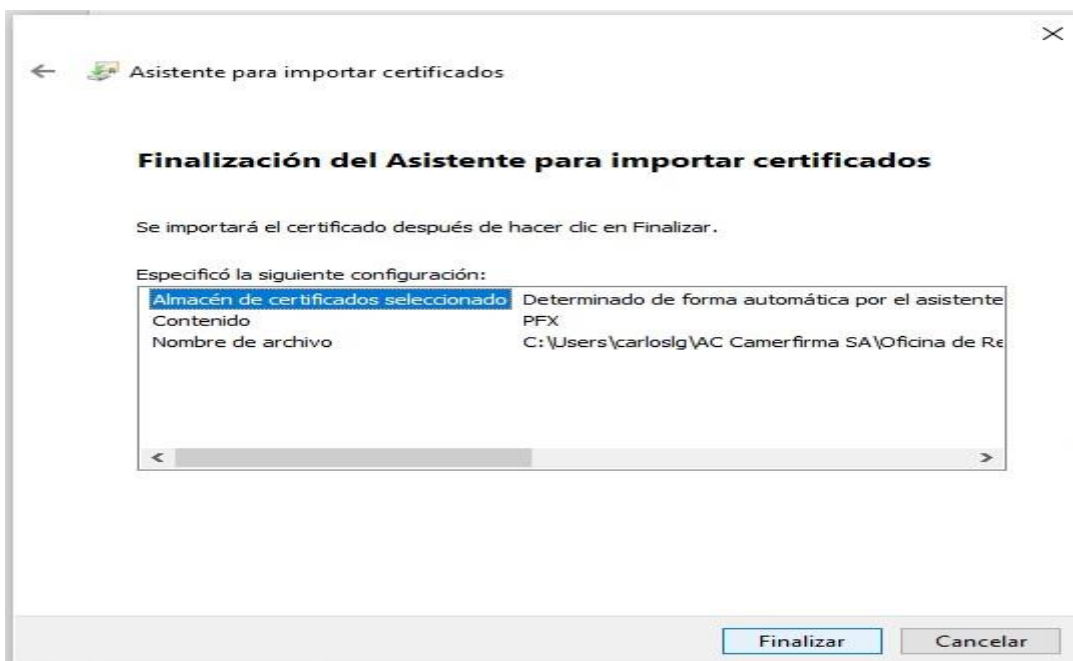 Asistente para importar certificados
Finalización del Asistente para importar certificados
Se importará el certificado después de hacer clic en Finalizar.
Especificó la siguiente configuración:
Almacén de certificados seleccionado Determinado de forma automática por el asistente
Contenido PFX
Nombre de archivo C:\Users\carloslg\AC Camerfirma SA\Oficina de Re
Finalizar Cancelar